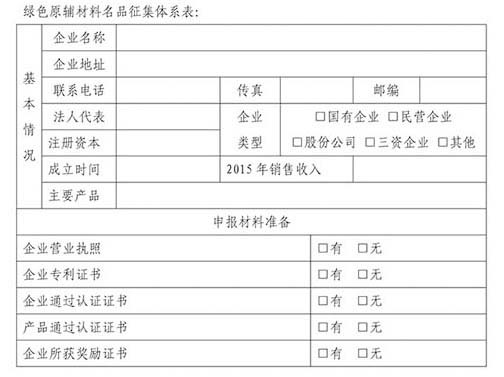 绿色原辅材料名品征集体系表:
基本情况
企业名称
企业地址
联系电话 传真 邮编
法人代表 企业类型 □国有企业 □民营企业
注册资本 □股份公司 □三资企业 □其他
成立时间 2015年销售收入
主要产品
申报材料准备
企业营业执照 □有 □无
企业专利证书 □有 □无
企业通过认证证书 □有 □无
产品通过认证证书 □有 □无
企业所获奖励证书 □有 □无